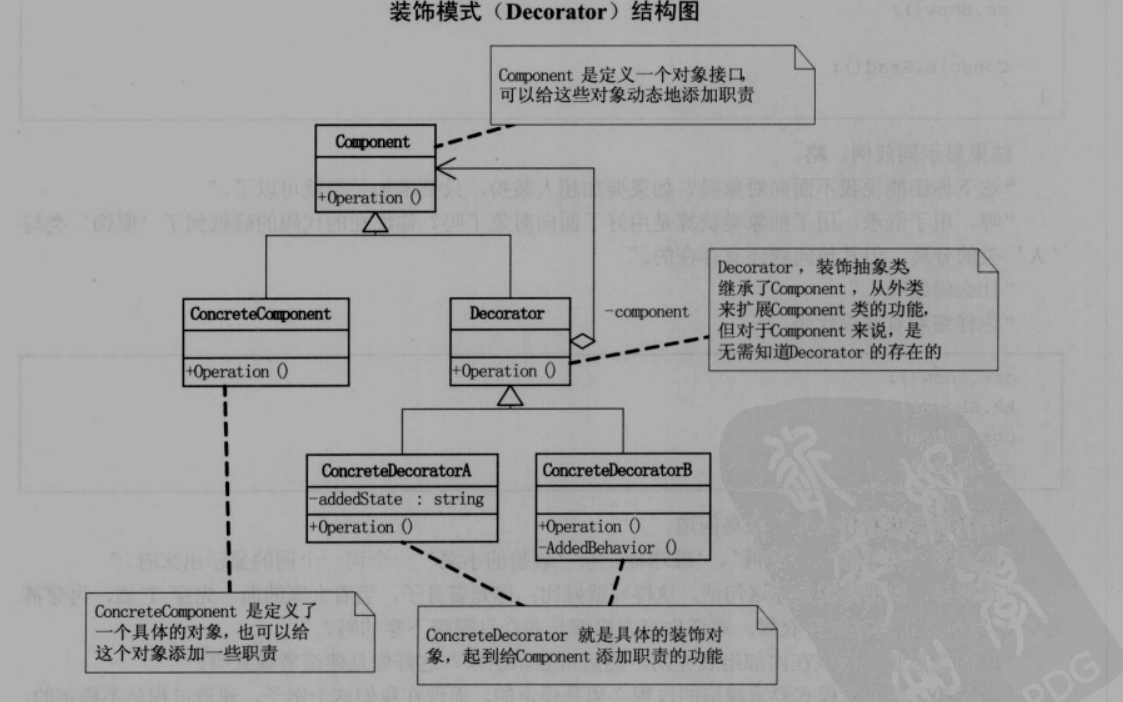 装饰模式（Decorator）结构图
Component 是定义一个对象接口,
可以给这些对象动态地添加职责
Component
+Operation ()
Decorator , 装饰抽象类,
继承了Component , 从外类
来扩展Component 类的功能,
但对于Component 来说, 是
无需知道Decorator 的存在的
ConcreteComponent
+Operation ()
Decorator
+Operation ()
-component
ConcreteDecoratorA
-addedState : string
+Operation ()
ConcreteDecoratorB
+Operation ()
-AddedBehavior ()
ConcreteComponent 是定义了
一个具体的对象, 也可以给
这个对象添加一些职责
ConcreteDecorator 就是具体的装饰对
象, 起到给Component 添加职责的功能
PDG